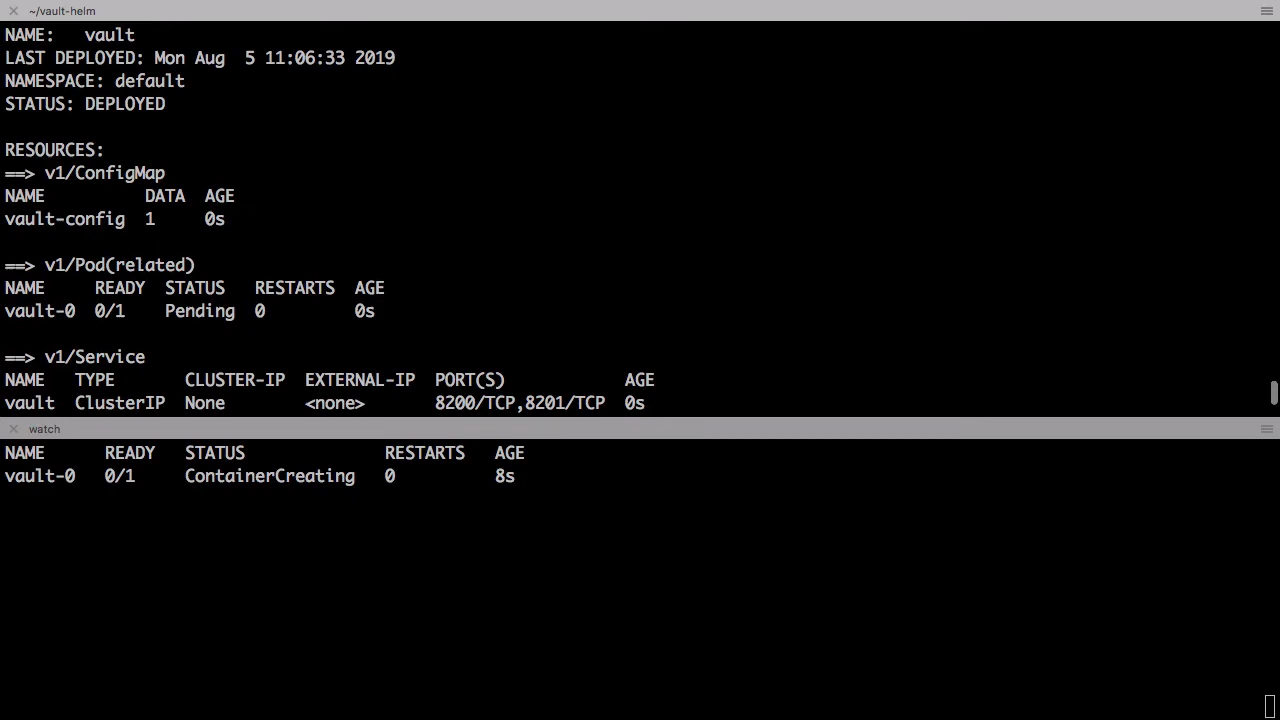 ~/vault-helm
NAME:   vault
LAST DEPLOYED: Mon Aug  5 11:06:33 2019
NAMESPACE: default
STATUS: DEPLOYED
RESOURCES:
==> v1/ConfigMap
NAME          DATA  AGE
vault-config  1     0s
==> v1/Pod(related)
NAME     READY  STATUS   RESTARTS  AGE
vault-0  0/1    Pending  0         0s
==> v1/Service
NAME   TYPE       CLUSTER-IP  EXTERNAL-IP  PORT(S)            AGE
vault  ClusterIP  None        <none>       8200/TCP,8201/TCP  0s
watch
NAME      READY   STATUS              RESTARTS   AGE
vault-0   0/1     ContainerCreating   0          8s